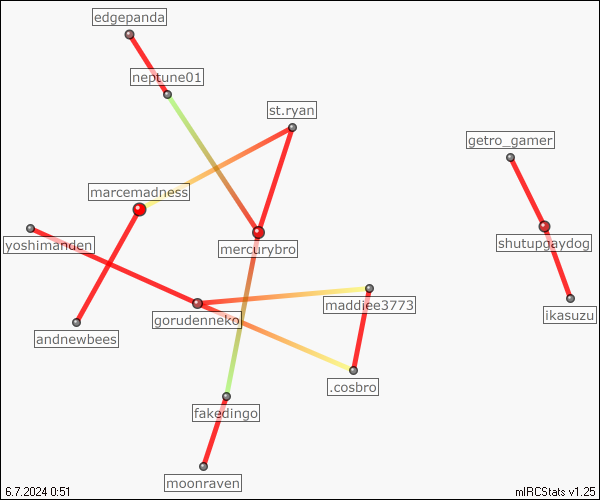 edgepanda
neptune01
st.ryan
getro_gamer
marcemadness
yoshimanden
mercurybro
shutupgaydog
maddiee3773
gorudenneko
ikasuzu
andnewbees
.cosbro
fakedingo
moonraven
6.7.2024 0:51
mIRCStats v1.25